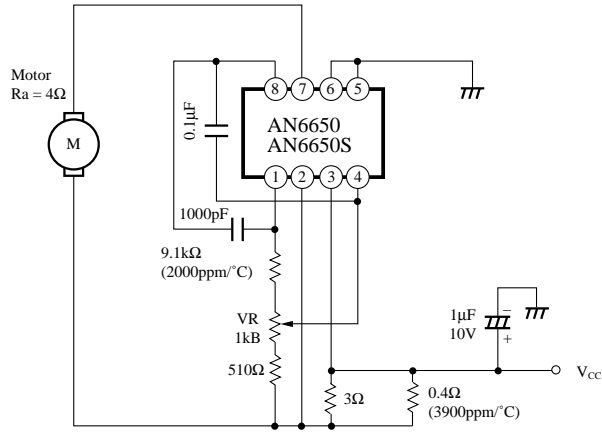 Motor
Ra = 4Ω
M
0.1μF
8
7
6
5
AN6650
AN6650S
1
2
3
4
1000pF
9.1kΩ
(2000ppm/˚C)
VR
1kB
510Ω
3Ω
0.4Ω
(3900ppm/˚C)
1μF
10V
−
+
VCC